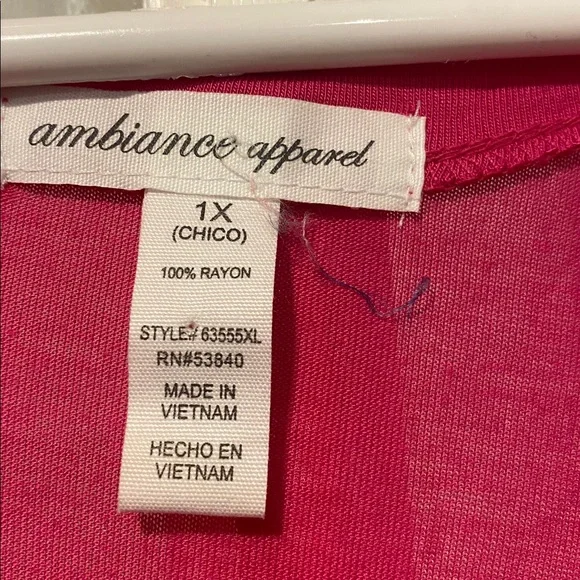 ambiance apparel
1X
(CHICO)
100% RAYON
STYLE# 63555XL
RN#53840
MADE IN
VIETNAM
HECHO EN
VIETNAM